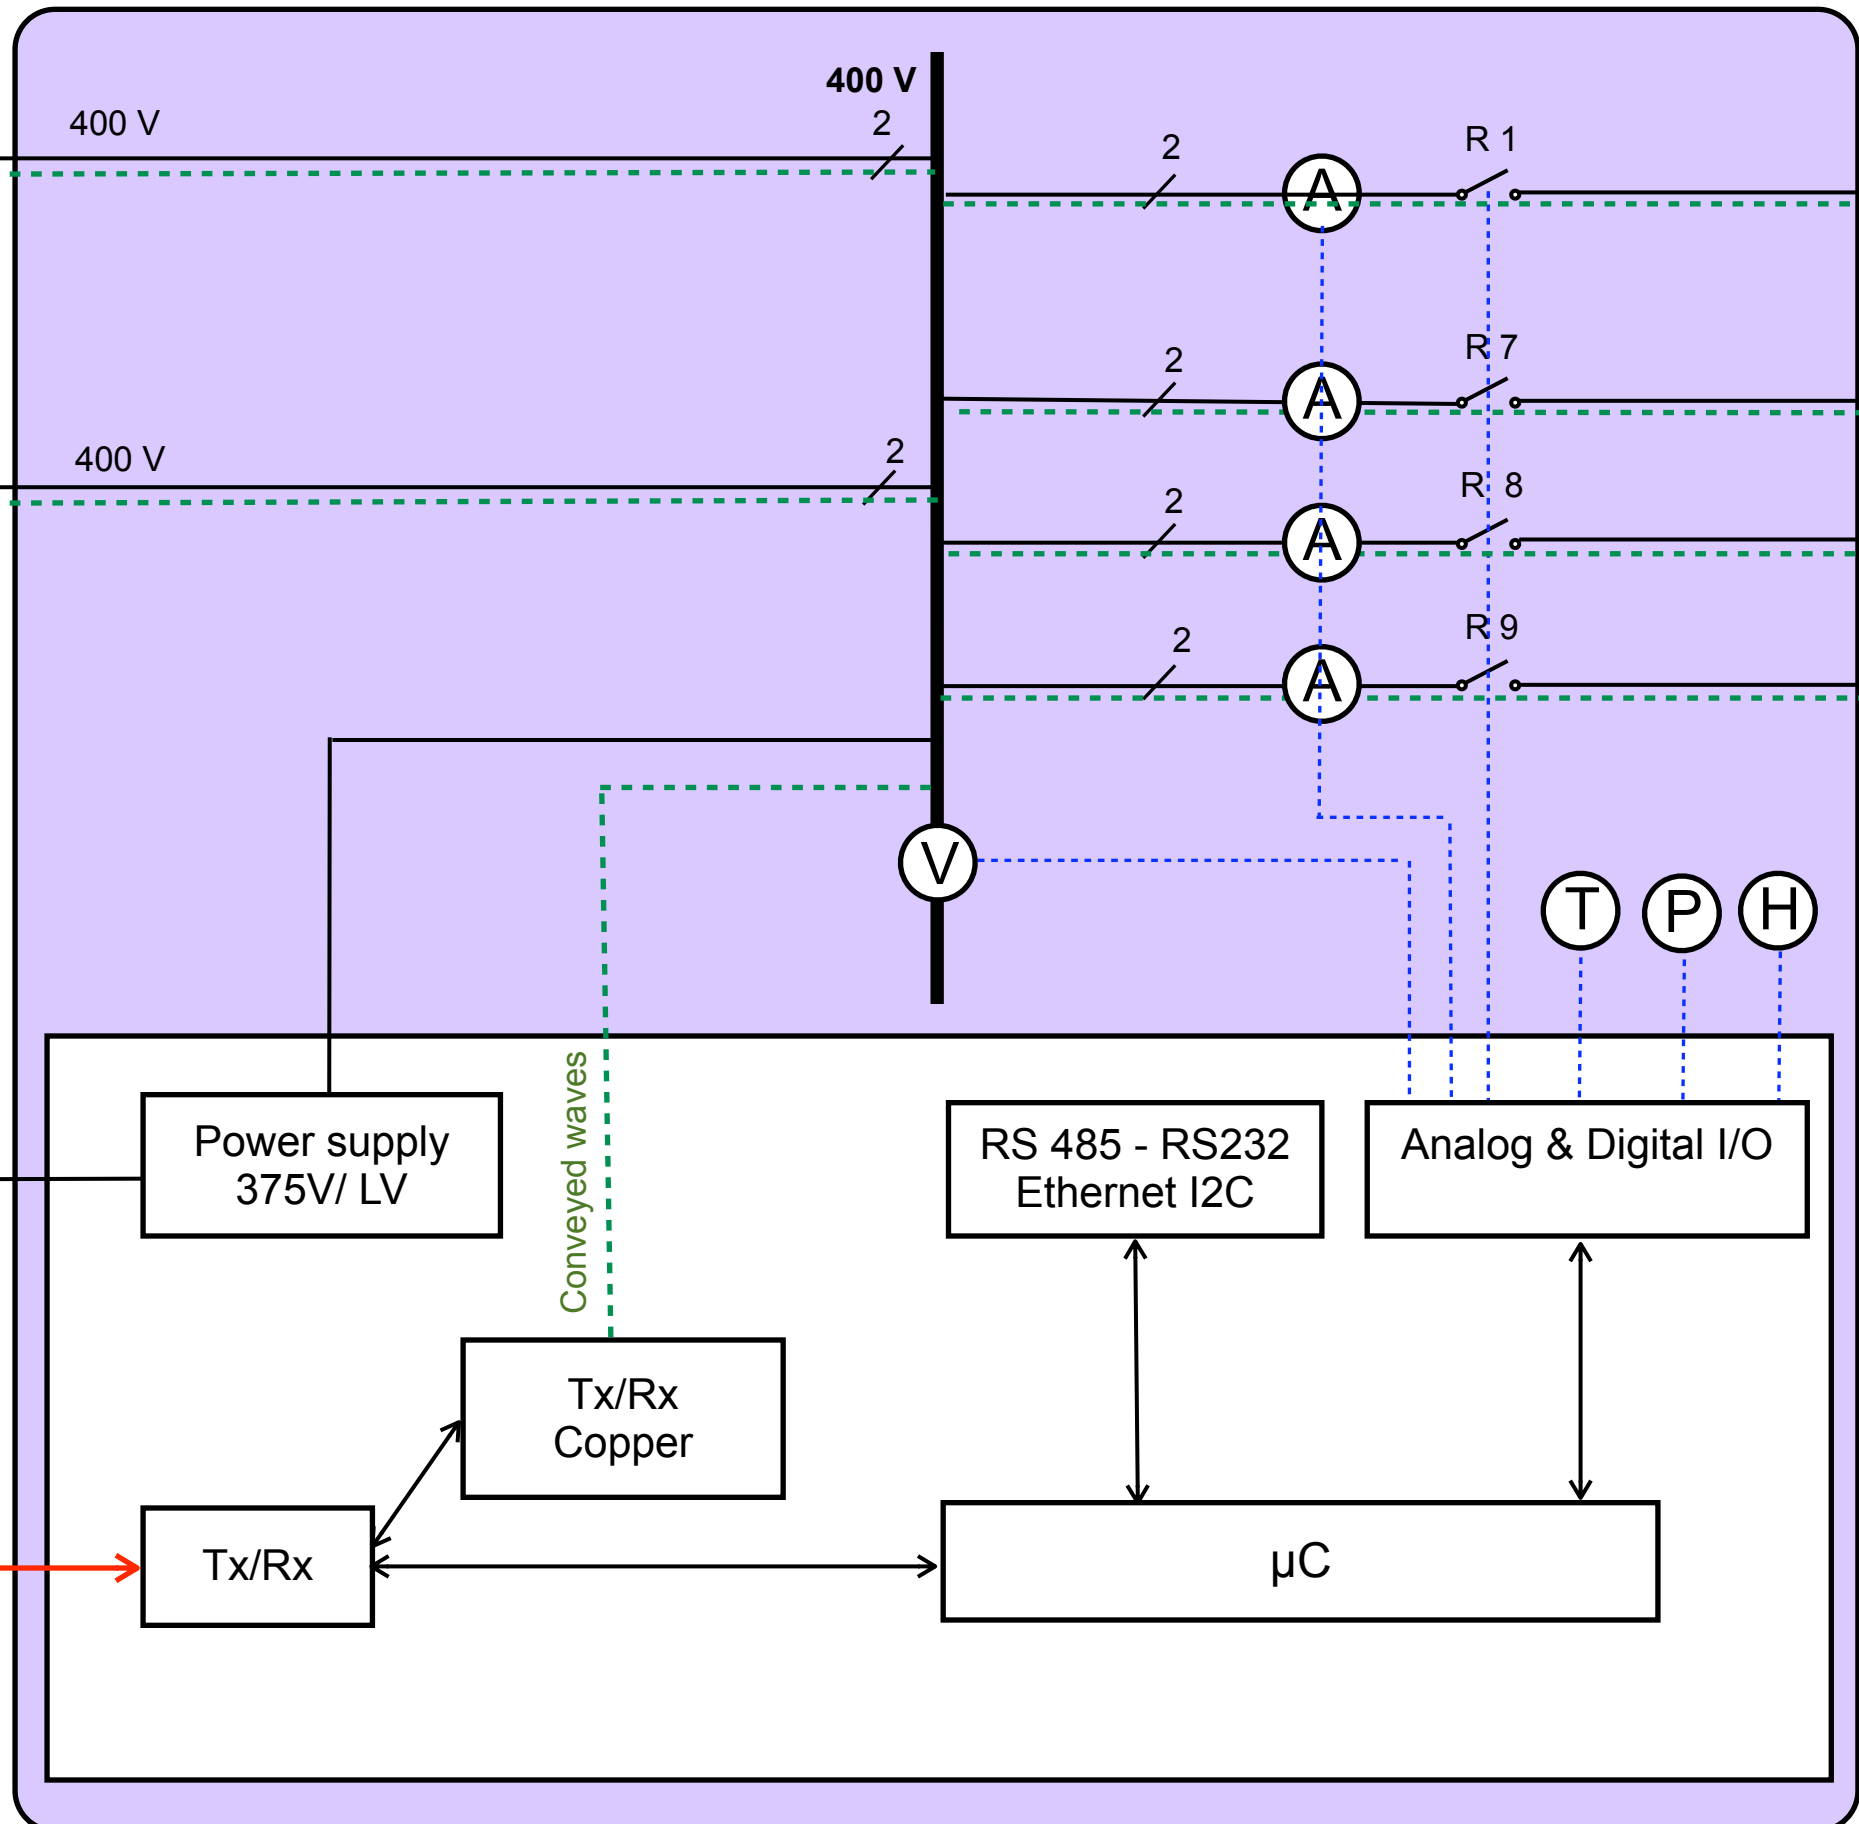 400 V
400 V
2
2
R 1
2
R 7
400 V
2
2
R 8
2
R 9
A
A
A
A
V
T
P
H
Conveyed waves
Power supply
375V/ LV
RS 485 - RS232
Ethernet I2C
Analog & Digital I/O
Tx/Rx
Copper
Tx/Rx
µC